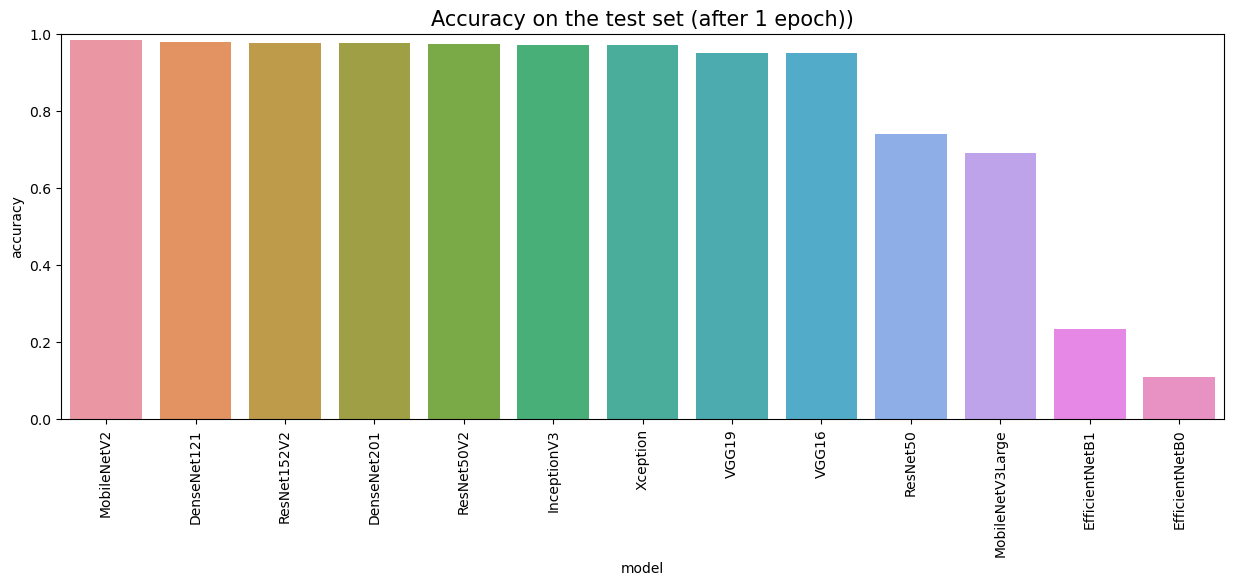 Accuracy on the test set (after 1 epoch))
accuracy
1.0
0.8
0.6
0.4
0.2
0.0
MobileNetV2
DenseNet121
ResNet152V2
DenseNet201
ResNet50V2
InceptionV3
Xception
VGG19
VGG16
ResNet50
MobileNetV3Large
EfficientNetB1
EfficientNetB0
model